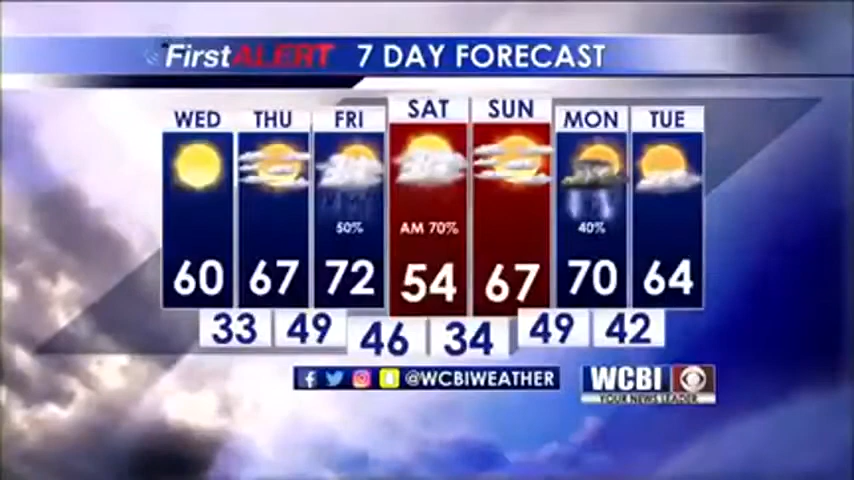 FirstALERT 7 DAY FORECAST
WED THU FRI SAT SUN MON TUE
50% AM 70% 40%
60 67 72 54 67 70 64
33 49 46 34 49 42
@WCBIWEATHER
WCBI
YOUR NEWS LEADER